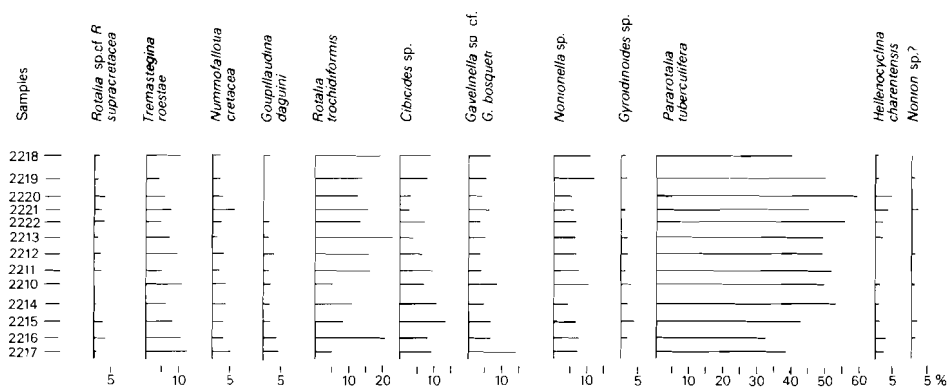 Samples
Rotalia sp.cf R
supracretacea
Tremastegina
roestae
Nummofallotia
cretacea
Goupillaudina
daguini
Rotalia
trochidiformis
Cibicides sp.
Gavelinella sp cf.
G. bosqueti
Nonionella sp.
Gyroidinoides sp.
Pararotalia
tuberculifera
Hellenocyclina
charentensis
Nonion sp.?
2218
2219
2220
2221
2222
2213
2212
2211
2210
2214
2215
2216
2217
5 10 5 5 10 20 10 10 10 5 10 20 30 40 50 60 5 5 %